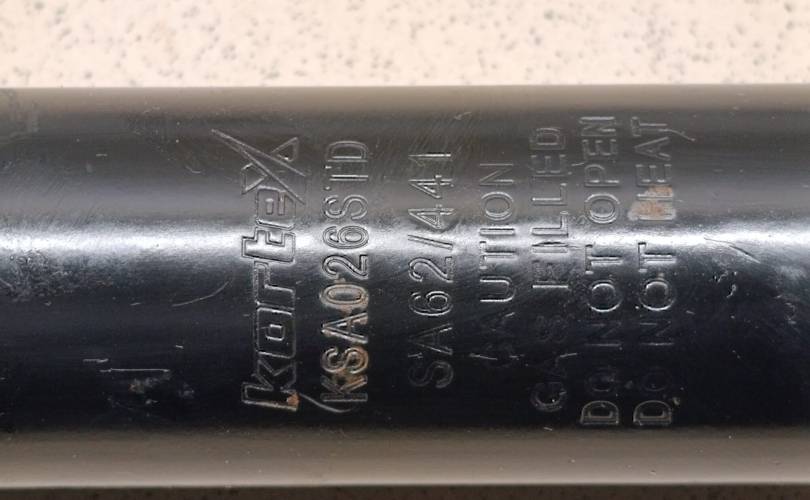 kortex
KSA026STD
SA62/441
CAUTION
GAS FILLED
DO NOT OPEN
DO NOT HEAT